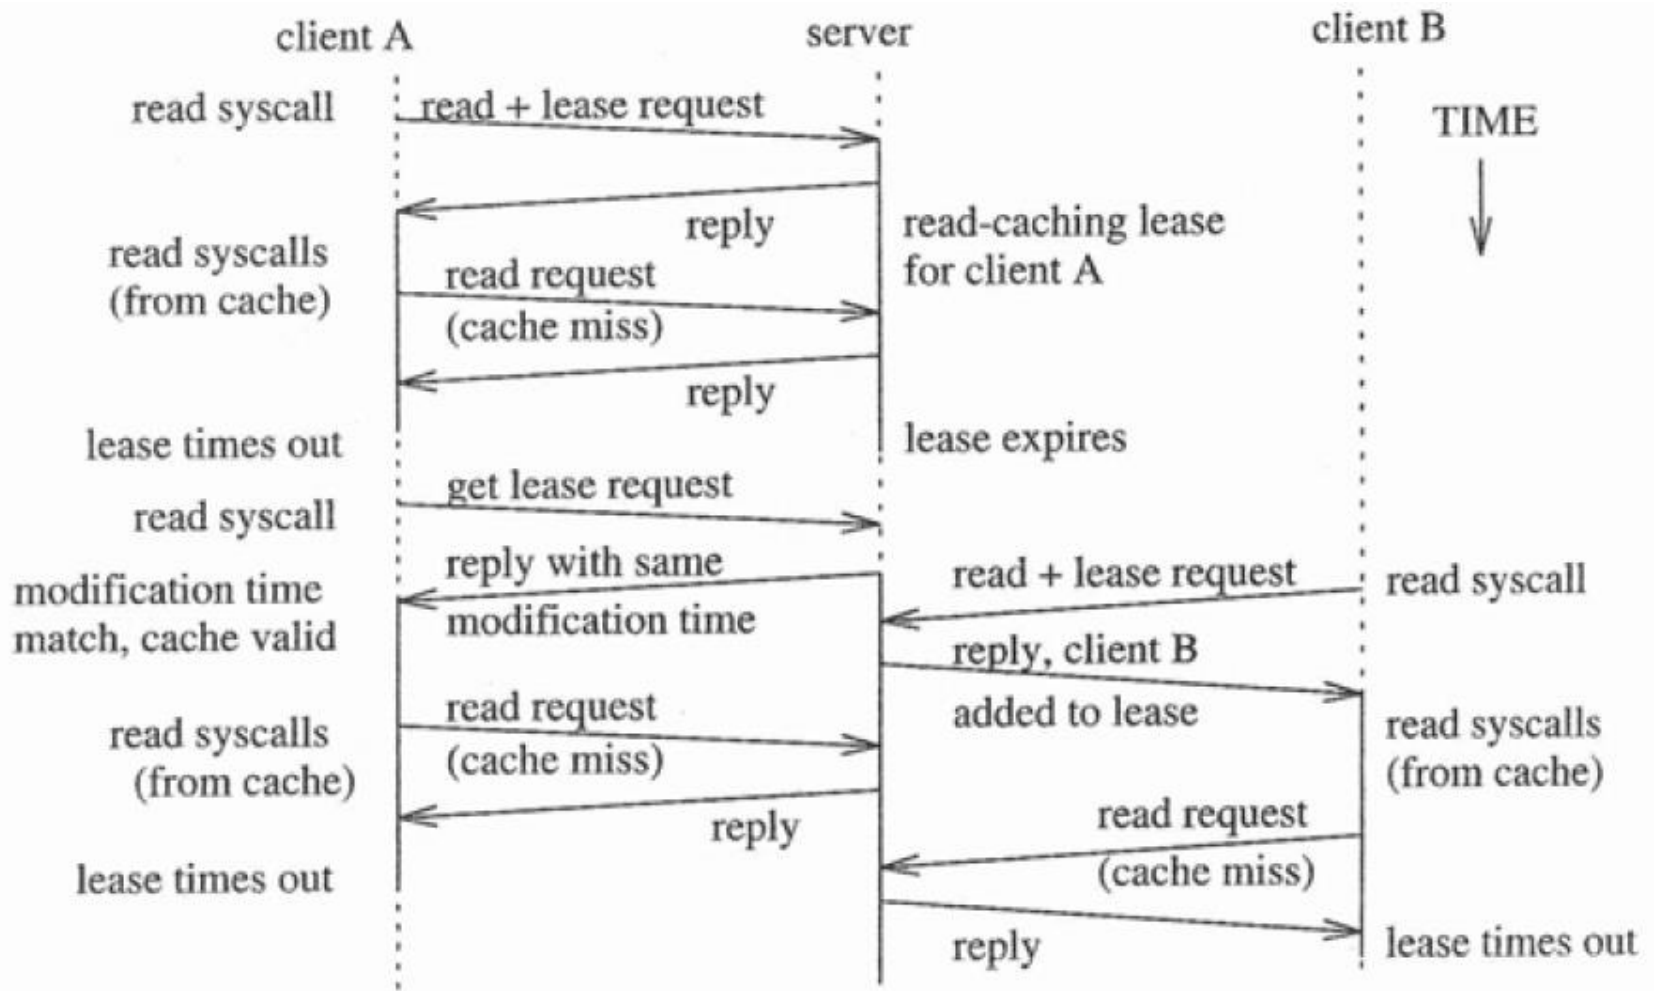 client A
server
client B
read syscall
read + lease request
TIME
reply
read-caching lease
for client A
read syscalls
(from cache)
read request
(cache miss)
reply
lease times out
lease expires
get lease request
read syscall
reply with same
modification time
modification time
match, cache valid
read + lease request
read syscall
reply, client B
added to lease
read request
(cache miss)
read syscalls
(from cache)
read syscalls
(from cache)
reply
read request
(cache miss)
lease times out
reply
lease times out